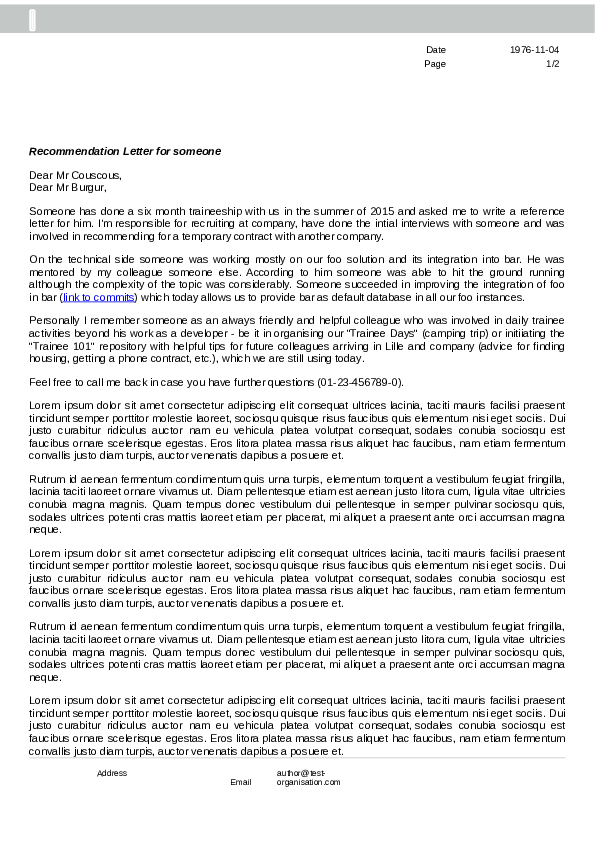 Date 1976-11-04
Page 1/2
Recommendation Letter for someone
Dear Mr Couscous,
Dear Mr Burgur,
Someone has done a six month traineeship with us in the summer of 2015 and asked me to write a reference
letter for him. I'm responsible for recruiting at company, have done the intial interviews with someone and was
involved in recommending for a temporary contract with another company.
On the technical side someone was working mostly on our foo solution and its integration into bar. He was
mentored by my colleague someone else. According to him someone was able to hit the ground running
although the complexity of the topic was considerably. Someone succeeded in improving the integration of foo
in bar (link to commits) which today allows us to provide bar as default database in all our foo instances.
Personally I remember someone as an always friendly and helpful colleague who was involved in daily trainee
activities beyond his work as a developer - be it in organising our "Trainee Days" (camping trip) or initiating the
"Trainee 101" repository with helpful tips for future colleagues arriving in Lille and company (advice for finding
housing, getting a phone contract, etc.), which we are still using today.
Feel free to call me back in case you have further questions (01-23-456789-0).
Lorem ipsum dolor sit amet consectetur adipiscing elit consequat ultrices lacinia, taciti mauris facilisi praesent
tincidunt semper porttitor molestie laoreet, sociosqu quisque risus faucibus quis elementum nisi eget sociis. Dui
justo curabitur ridiculus auctor nam eu vehicula platea volutpat consequat, sodales conubia sociosqu est
faucibus ornare scelerisque egestas. Eros litora platea massa risus aliquet hac faucibus, nam etiam fermentum
convallis justo diam turpis, auctor venenatis dapibus a posuere et.
Rutrum id aenean fermentum condimentum quis urna turpis, elementum torquent a vestibulum feugiat fringilla,
lacinia taciti laoreet ornare vivamus ut. Diam pellentesque etiam est aenean justo litora cum, ligula vitae ultricies
conubia magna magnis. Quam tempus donec vestibulum dui pellentesque in semper pulvinar sociosqu quis,
sodales ultrices potenti cras mattis laoreet etiam per placerat, mi aliquet a praesent ante orci accumsan magna
neque.
Lorem ipsum dolor sit amet consectetur adipiscing elit consequat ultrices lacinia, taciti mauris facilisi praesent
tincidunt semper porttitor molestie laoreet, sociosqu quisque risus faucibus quis elementum nisi eget sociis. Dui
justo curabitur ridiculus auctor nam eu vehicula platea volutpat consequat, sodales conubia sociosqu est
faucibus ornare scelerisque egestas. Eros litora platea massa risus aliquet hac faucibus, nam etiam fermentum
convallis justo diam turpis, auctor venenatis dapibus a posuere et.
Rutrum id aenean fermentum condimentum quis urna turpis, elementum torquent a vestibulum feugiat fringilla,
lacinia taciti laoreet ornare vivamus ut. Diam pellentesque etiam est aenean justo litora cum, ligula vitae ultricies
conubia magna magnis. Quam tempus donec vestibulum dui pellentesque in semper pulvinar sociosqu quis,
sodales ultrices potenti cras mattis laoreet etiam per placerat, mi aliquet a praesent ante orci accumsan magna
neque.
Lorem ipsum dolor sit amet consectetur adipiscing elit consequat ultrices lacinia, taciti mauris facilisi praesent
tincidunt semper porttitor molestie laoreet, sociosqu quisque risus faucibus quis elementum nisi eget sociis. Dui
justo curabitur ridiculus auctor nam eu vehicula platea volutpat consequat, sodales conubia sociosqu est
faucibus ornare scelerisque egestas. Eros litora platea massa risus aliquet hac faucibus, nam etiam fermentum
convallis justo diam turpis, auctor venenatis dapibus a posuere et.
Address author@test-
Email organisation.com